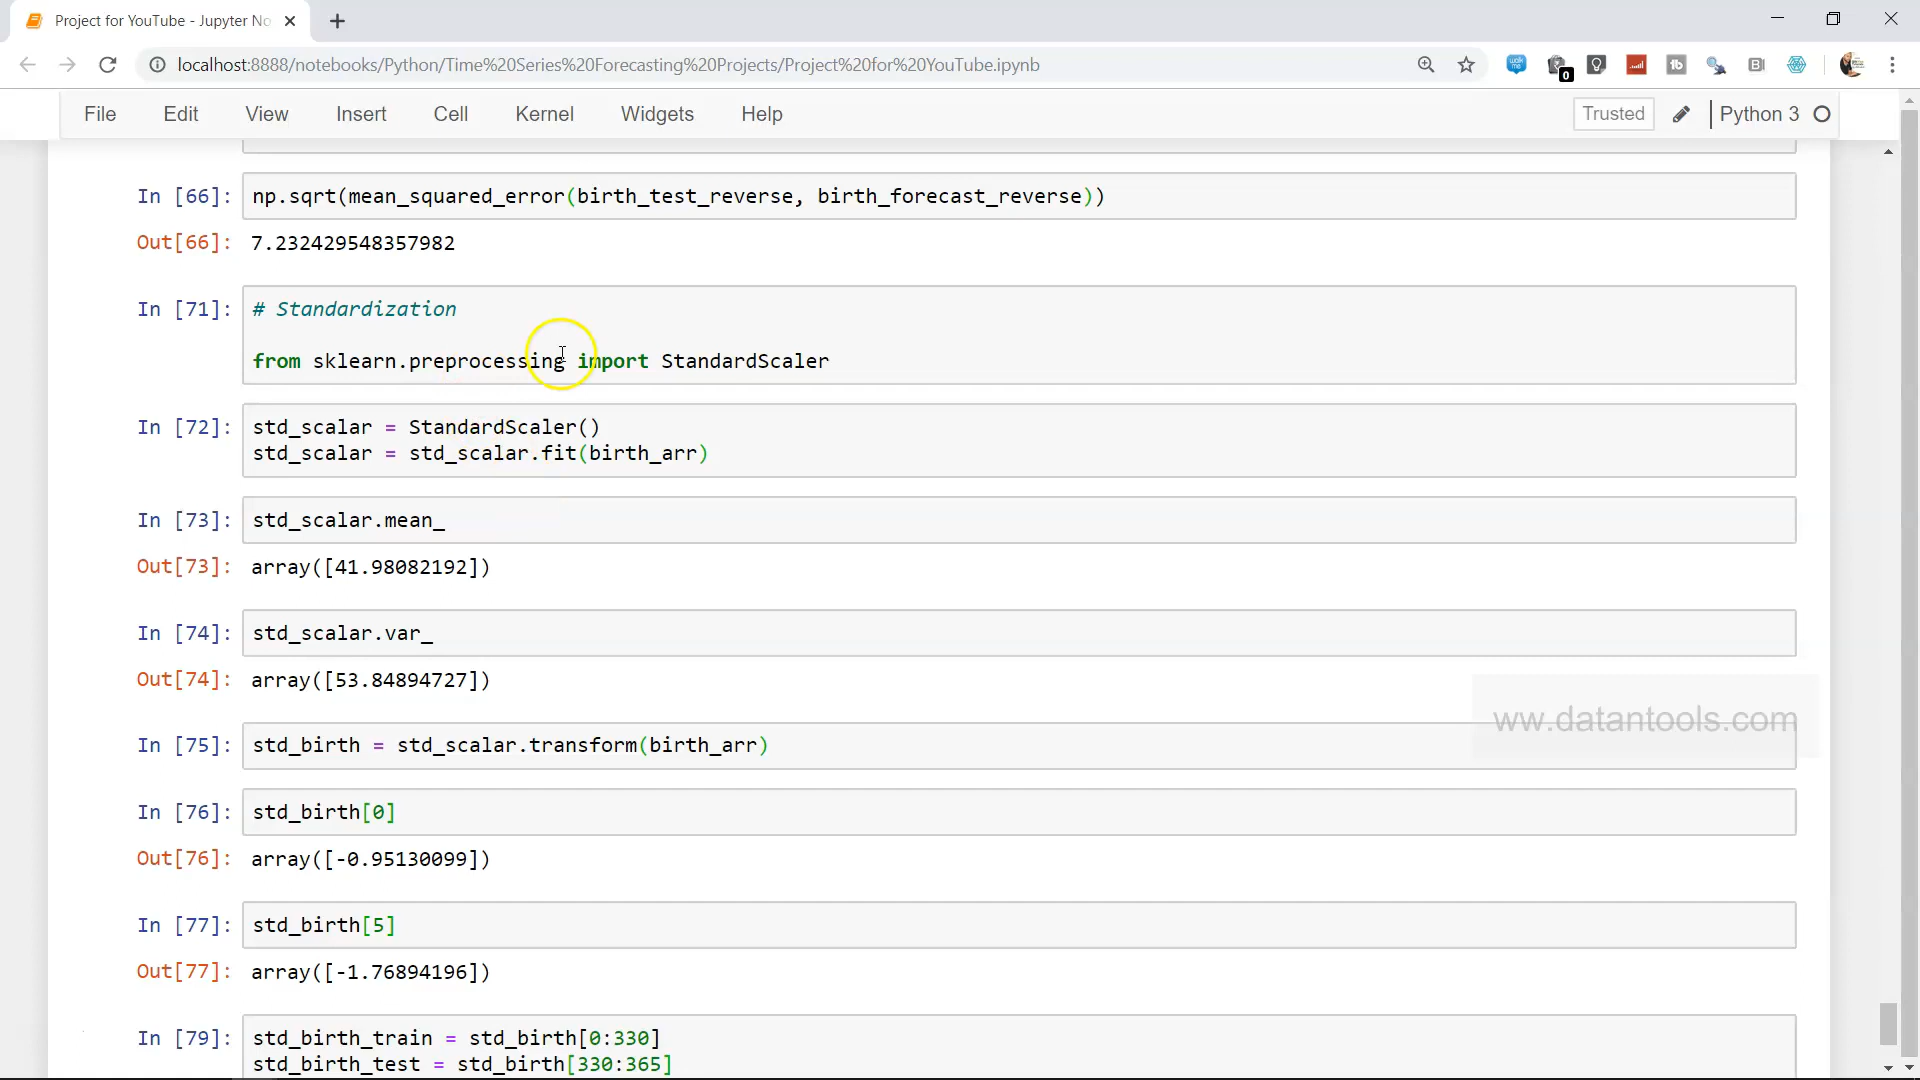 Project for YouTube - Jupyter No
localhost:8888/notebooks/Python/Time%20Series%20Forecasting%20Projects/Project%20for%20YouTube.ipynb
0
File Edit View Insert Cell Kernel Widgets Help Trusted Python 3
In [66]: np.sqrt(mean_squared_error(birth_test_reverse, birth_forecast_reverse))
Out[66]: 7.232429548357982
In [71]: # Standardization
from sklearn.preprocessing import StandardScaler
In [72]: std_scalar = StandardScaler()
std_scalar = std_scalar.fit(birth_arr)
In [73]: std_scalar.mean_
Out[73]: array([41.98082192])
In [74]: std_scalar.var_
Out[74]: array([53.84894727])
ww.datantools.com
In [75]: std_birth = std_scalar.transform(birth_arr)
In [76]: std_birth[0]
Out[76]: array([-0.95130099])
In [77]: std_birth[5]
Out[77]: array([-1.76894196])
In [79]: std_birth_train = std_birth[0:330]
std_birth_test = std_birth[330:365]